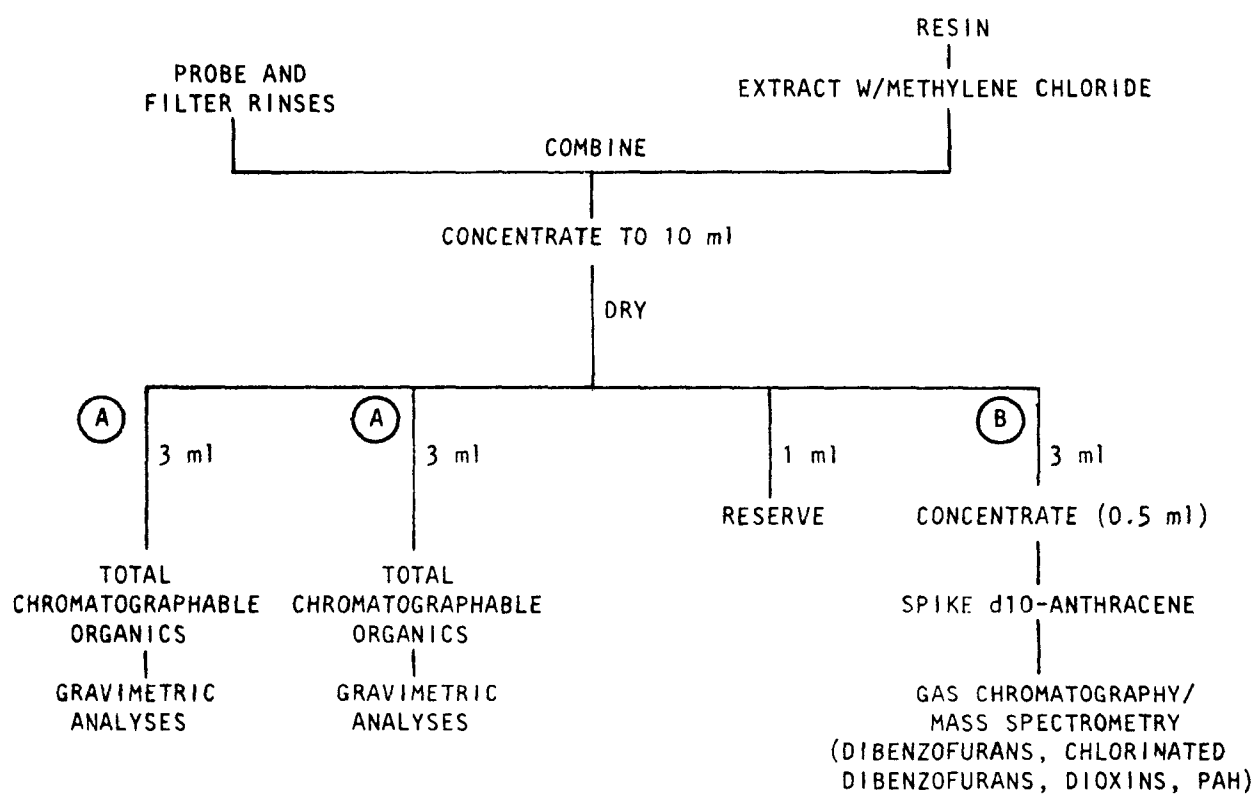 RESIN
PROBE AND
FILTER RINSES
EXTRACT W/METHYLENE CHLORIDE
COMBINE
CONCENTRATE TO 10 ml
DRY
A
A
B
3 ml
3 ml
1 ml
3 ml
RESERVE
CONCENTRATE (0.5 ml)
TOTAL
CHROMATOGRAPHABLE
ORGANICS
TOTAL
CHROMATOGRAPHABLE
ORGANICS
SPIKE d10-ANTHRACENE
GRAVIMETRIC
ANALYSES
GRAVIMETRIC
ANALYSES
GAS CHROMATOGRAPHY/
MASS SPECTROMETRY
(DIBENZOFURANS, CHLORINATED
DIBENZOFURANS, DIOXINS, PAH)